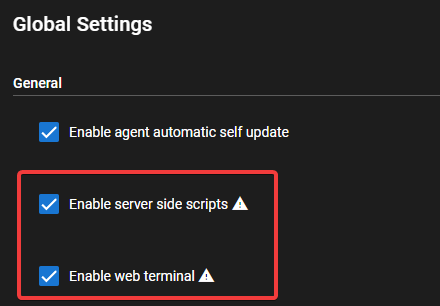 Global Settings
General
Enable agent automatic self update
Enable server side scripts
Enable web terminal